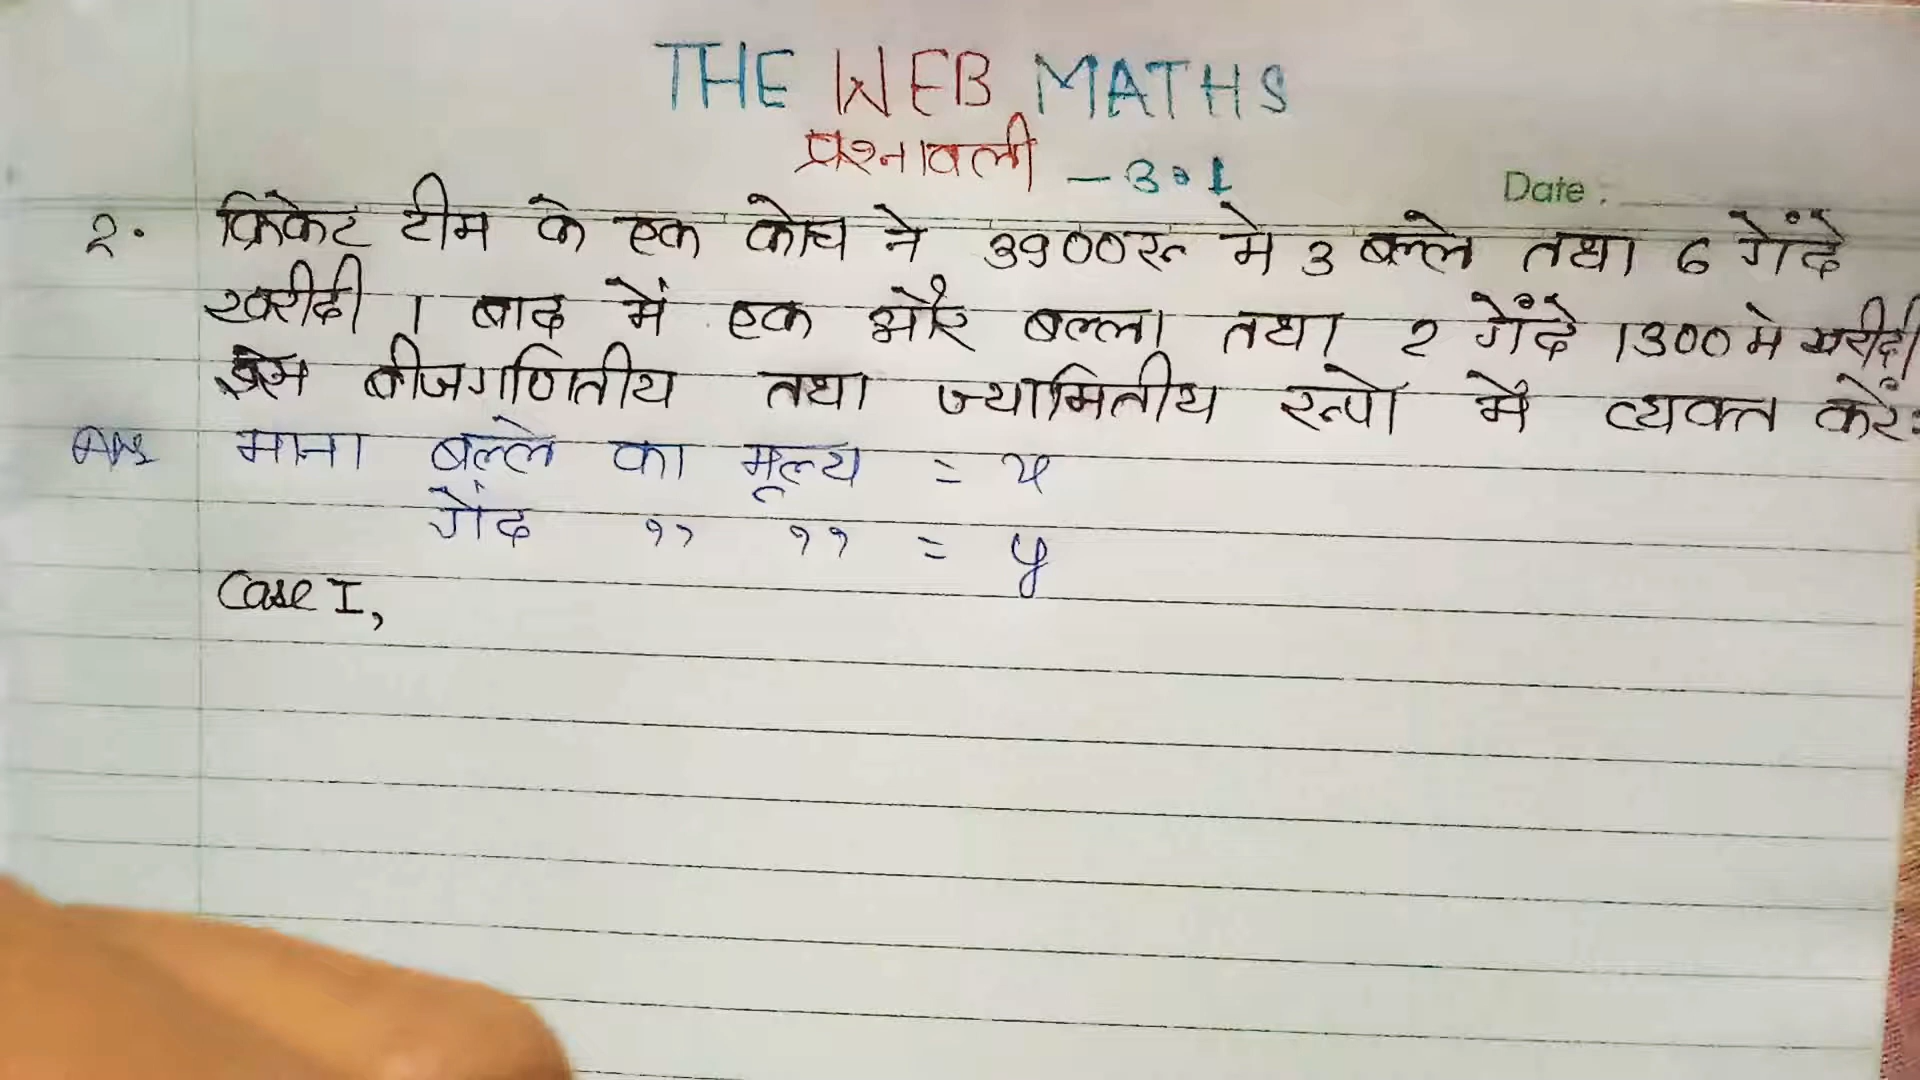 THE WEB MATHS
प्रश्नावली - 3.1
Date :
2. क्रिकेट टीम के एक कोच ने 3900रू मे 3 बल्ले तथा 6 गेंदे
खरीदी । बाद में एक और बल्ला तथा 2 गेंदे 1300 मे खरीदी
इस बीजगणितीय तथा ज्यामितीय रूपो में व्यक्त करें:
Ans माना बल्ले का मूल्य = x
गेंद " " = y
Case I,